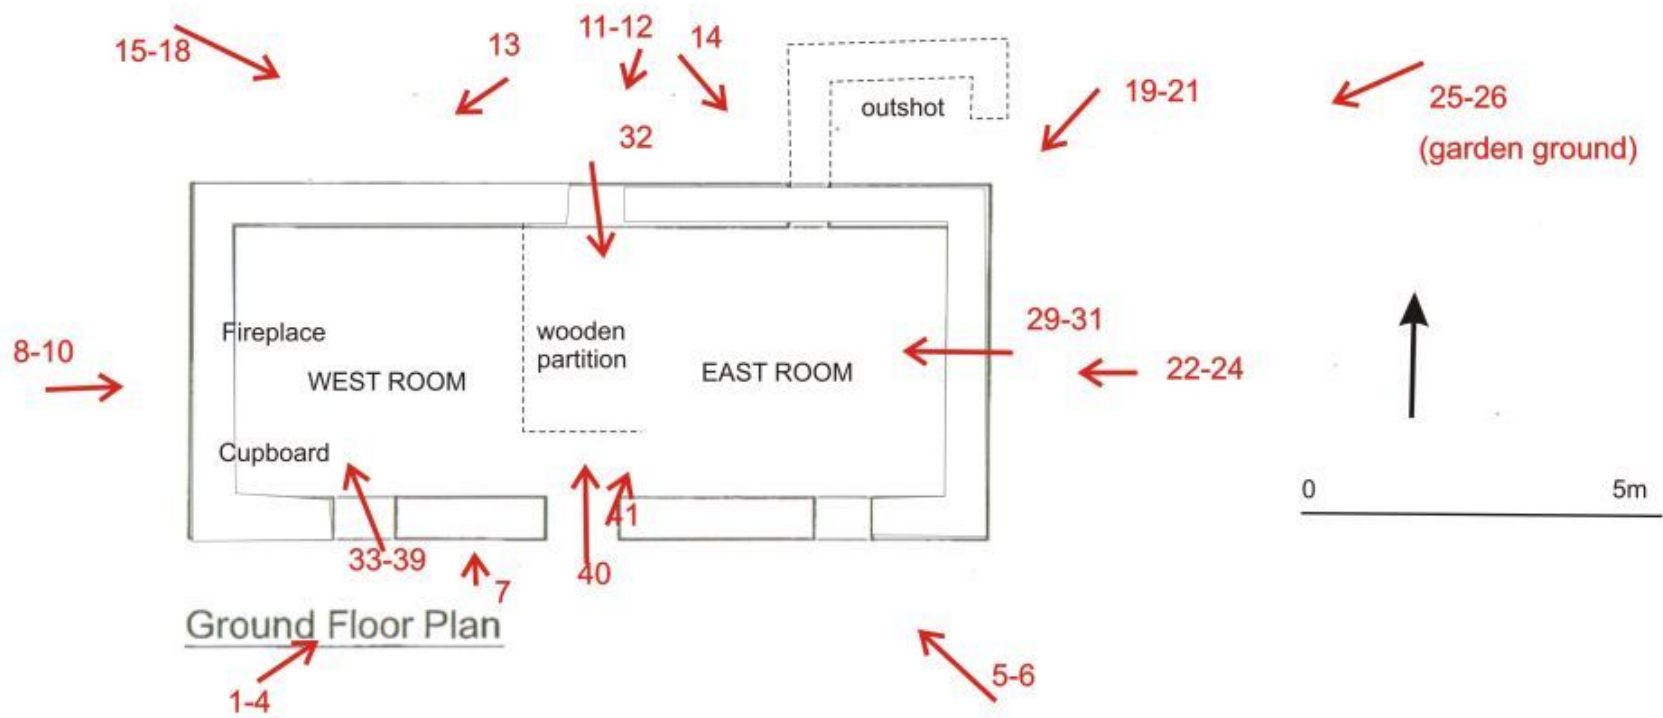 15-18
13
11-12
14
19-21
25-26
(garden ground)
outshot
32
Fireplace
wooden
partition
WEST ROOM
EAST ROOM
29-31
22-24
8-10
Cupboard
0
5m
41
33-39
40
7
Ground Floor Plan
1-4
5-6